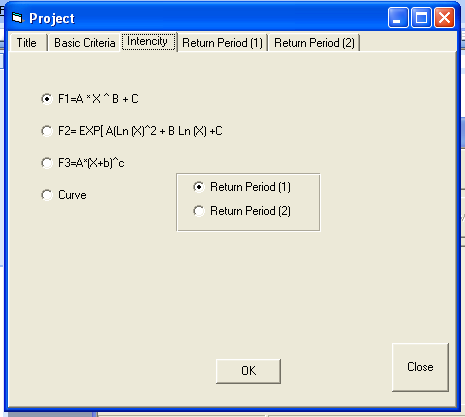 Project
Title Basic Criteria Intencity Return Period (1) Return Period (2)
F1=A * X ^ B + C
F2= EXP[ A(Ln (X)^2 + B Ln (X) +C
F3=A*(X+b)^c
Curve
Return Period (1)
Return Period (2)
OK
Close